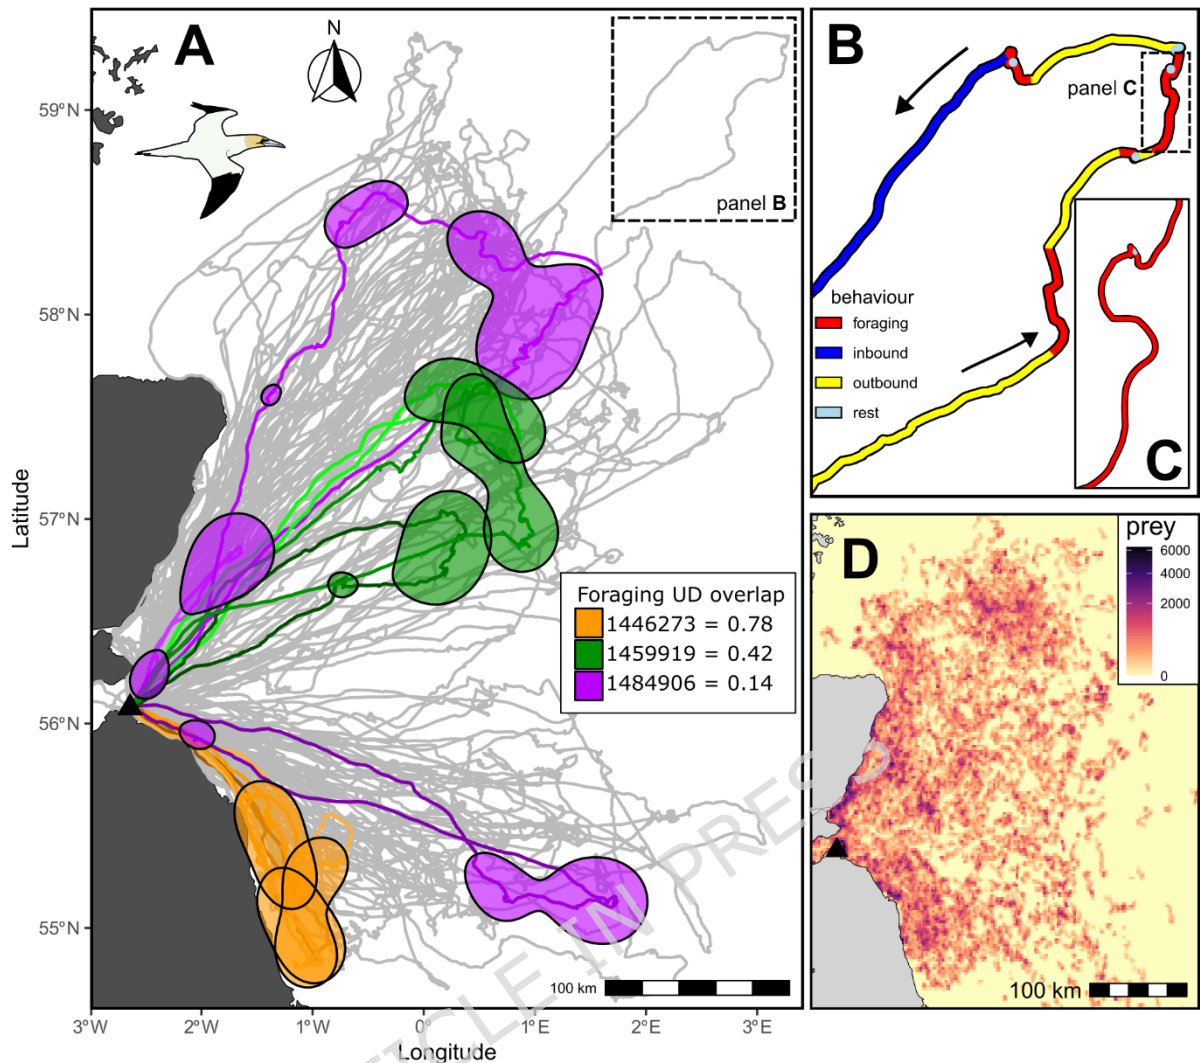 A
N
59°N
58°N
57°N
56°N
55°N
Latitude
panel B
Foraging UD overlap
1446273 = 0.78
1459919 = 0.42
1484906 = 0.14
100 km
3°W
2°W
1°W
0°
1°E
2°E
3°E
Longitude
B
panel C
behaviour
foraging
inbound
outbound
rest
C
D
prey
6000
4000
2000
0
100 km
ICLE IN PRESS